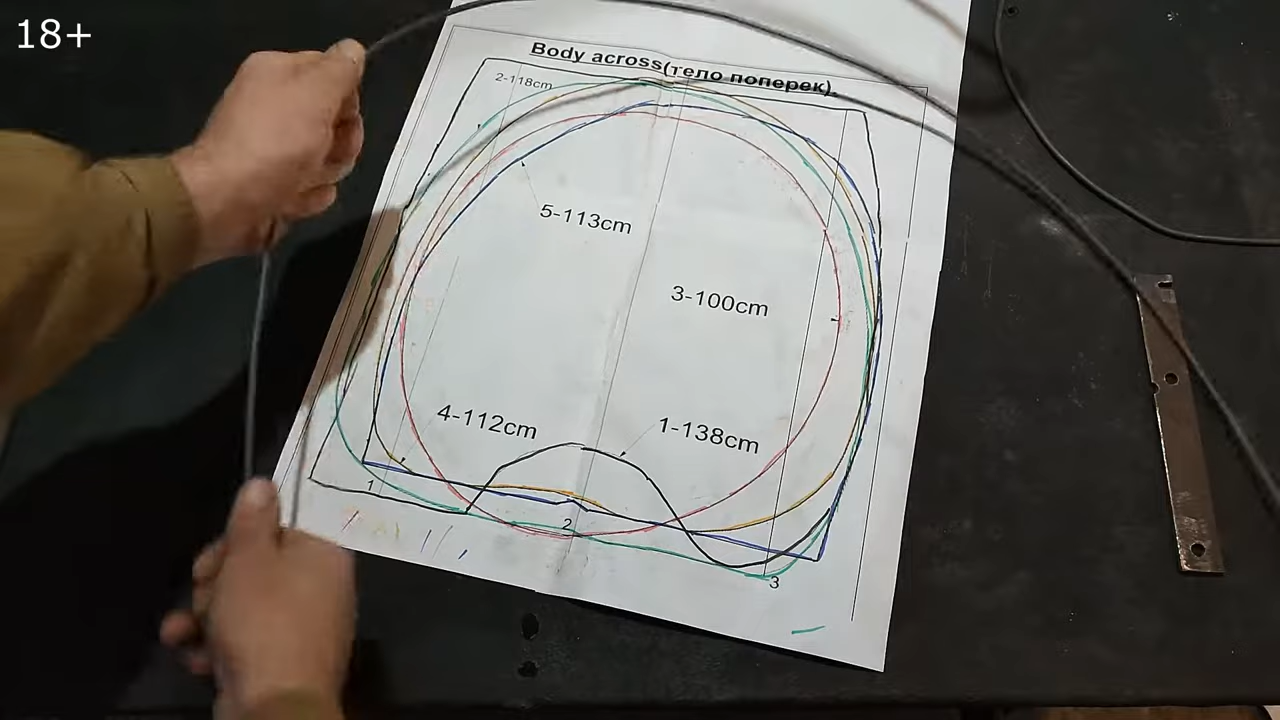 18+
Body across(тело поперек).
2-118cm
5-113cm
3-100cm
4-112cm
1-138cm
1
2
3